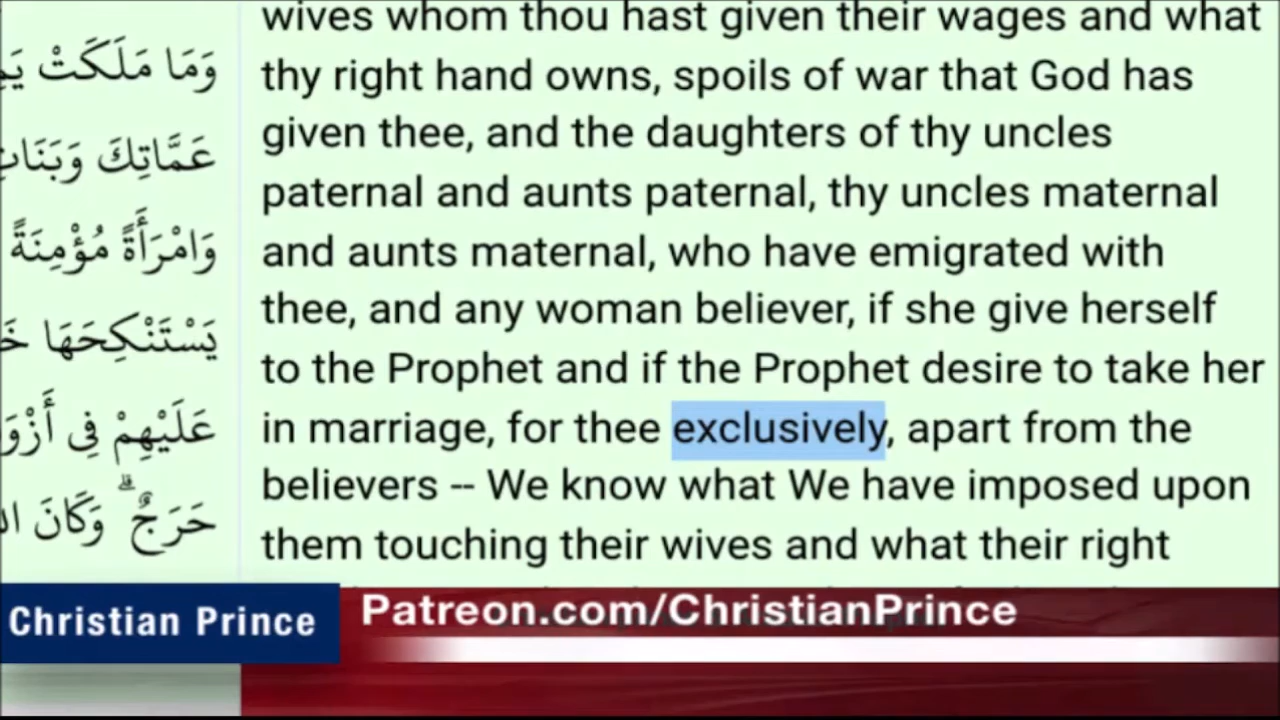 wives whom thou hast given their wages and what
thy right hand owns, spoils of war that God has
given thee, and the daughters of thy uncles
paternal and aunts paternal, thy uncles maternal
and aunts maternal, who have emigrated with
thee, and any woman believer, if she give herself
to the Prophet and if the Prophet desire to take her
in marriage, for thee exclusively, apart from the
believers -- We know what We have imposed upon
them touching their wives and what their right
وَمَا مَلَكَتْ
عَمَّاتِكَ
وَامْرَأَةً مُّؤْمِنَةً
يَسْتَنْكِحَهَا
عَلَيْهِمْ فِى
حَرَجٌ ۗ وَكَانَ
Christian Prince
Patreon.com/ChristianPrince